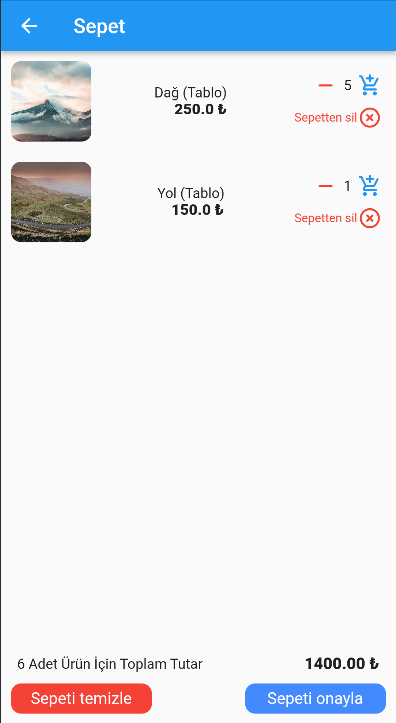 Sepet
Dağ (Tablo)
250.0 ₺
5
Sepetten sil
Yol (Tablo)
150.0 ₺
1
Sepetten sil
6 Adet Ürün İçin Toplam Tutar
1400.00 ₺
Sepeti temizle
Sepeti onayla